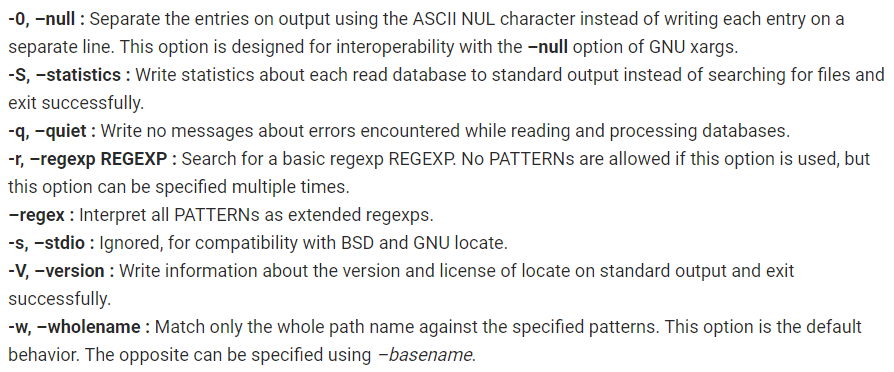 -0, –null : Separate the entries on output using the ASCII NUL character instead of writing each entry on a
separate line. This option is designed for interoperability with the –null option of GNU xargs.
-S, –statistics : Write statistics about each read database to standard output instead of searching for files and
exit successfully.
-q, –quiet : Write no messages about errors encountered while reading and processing databases.
-r, –regexp REGEXP : Search for a basic regexp REGEXP. No PATTERNs are allowed if this option is used, but
this option can be specified multiple times.
–regex : Interpret all PATTERNs as extended regexps.
-s, –stdio : Ignored, for compatibility with BSD and GNU locate.
-V, –version : Write information about the version and license of locate on standard output and exit
successfully.
-w, –wholename : Match only the whole path name against the specified patterns. This option is the default
behavior. The opposite can be specified using –basename.